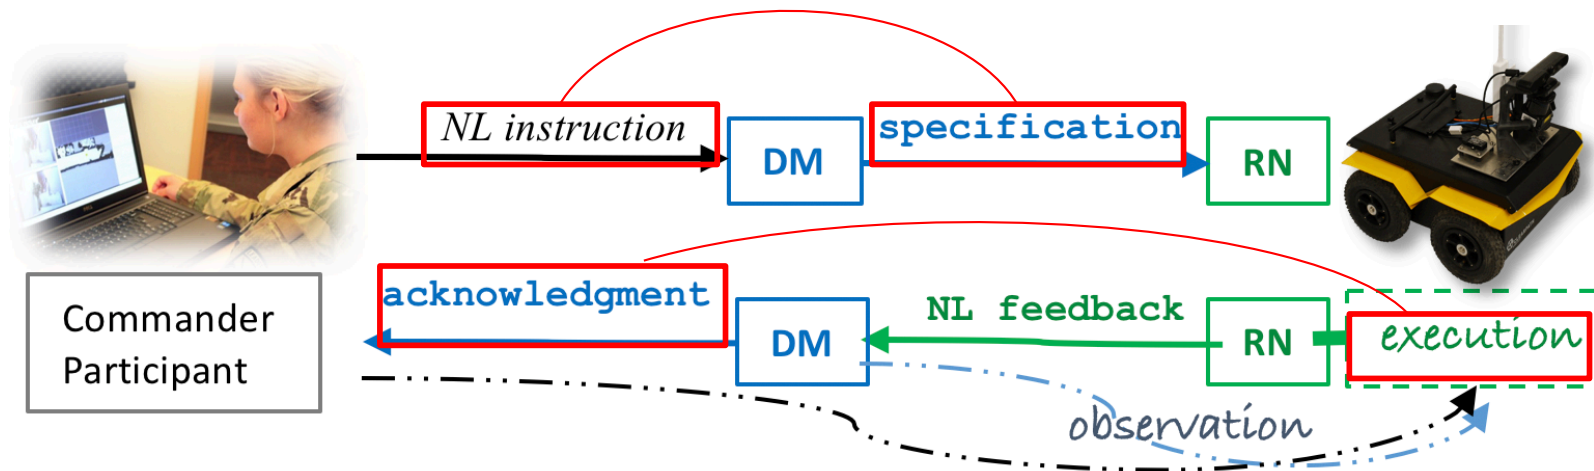 NL instruction
DM
specification
RN
Commander
Participant
acknowledgment
DM
NL feedback
RN
execution
observation